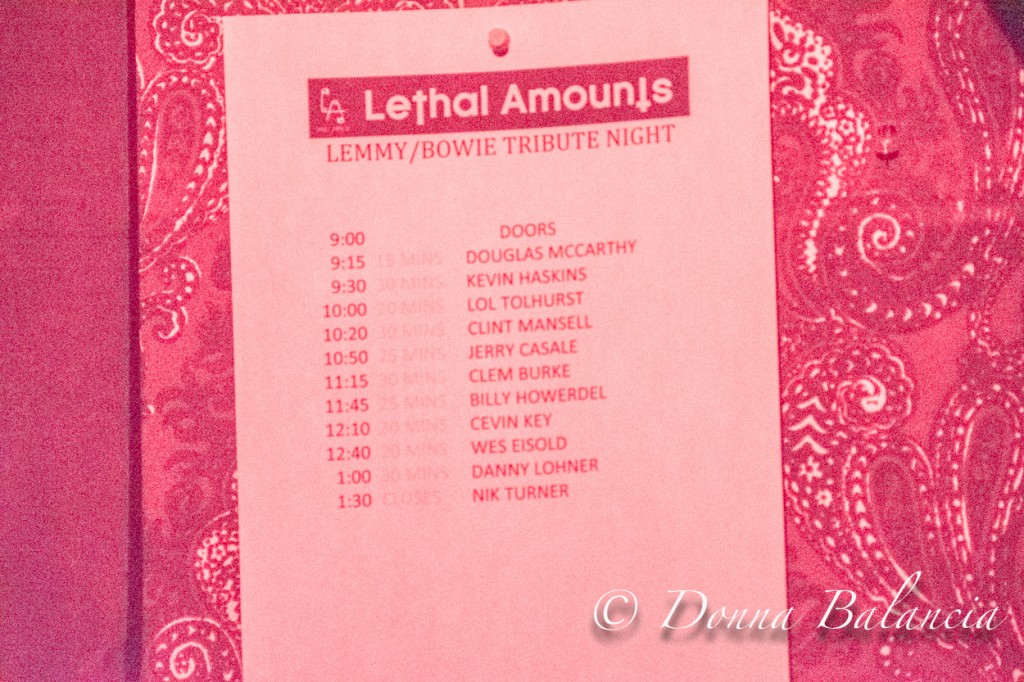 Lethal Amounts
LEMMY/BOWIE TRIBUTE NIGHT
9:00 DOORS
9:15 15 MINS DOUGLAS MCCARTHY
9:30 30 MINS KEVIN HASKINS
10:00 20 MINS LOL TOLHURST
10:20 30 MINS CLINT MANSELL
10:50 25 MINS JERRY CASALE
11:15 30 MINS CLEM BURKE
11:45 25 MINS BILLY HOWERDEL
12:10 30 MINS CEVIN KEY
12:40 20 MINS WES EISOLD
1:00 30 MINS DANNY LOHNER
1:30 CLOSES NIK TURNER
© Donna Balancia